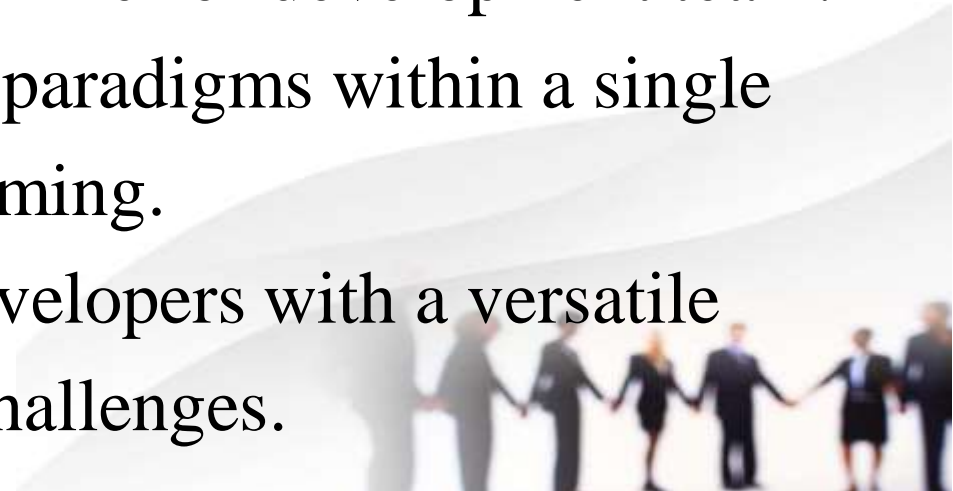 paradigms within a single
ming.
velopers with a versatile
hallenges.